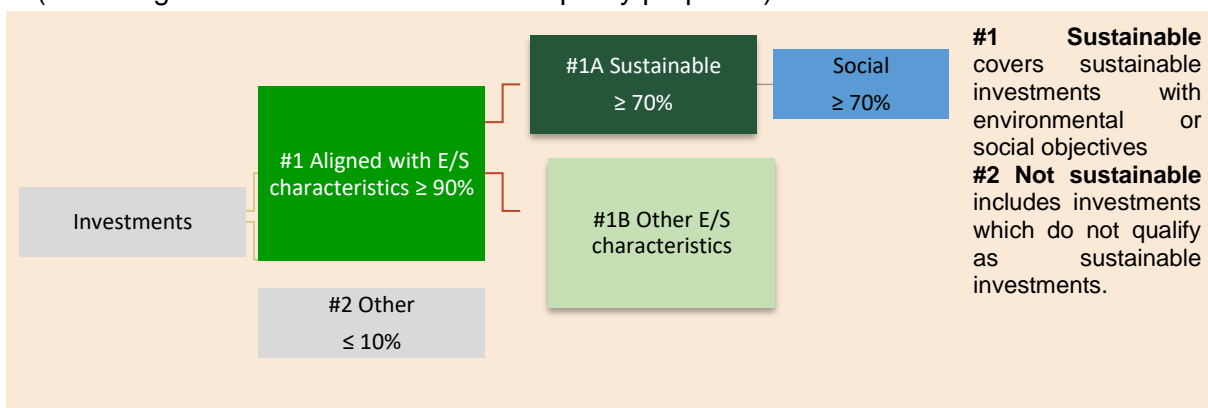 #1A Sustainable
≥ 70%
Social
≥ 70%
#1 Aligned with E/S
characteristics ≥ 90%
Investments
#1B Other E/S
characteristics
#2 Other
≤ 10%
#1 Sustainable
covers sustainable
investments with
environmental or
social objectives
#2 Not sustainable
includes investments
which do not qualify
as sustainable
investments.